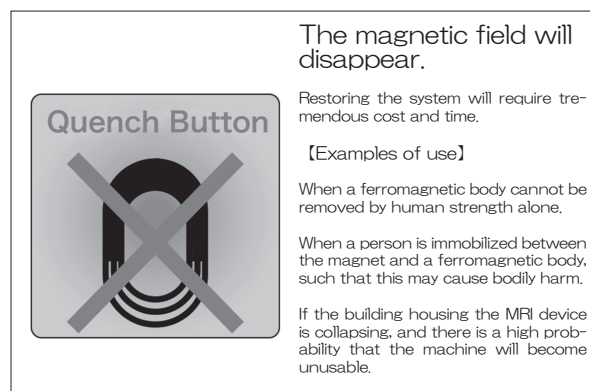 Quench Button
The magnetic field will
disappear.
Restoring the system will require tre-
mendous cost and time.
【Examples of use】
When a ferromagnetic body cannot be
removed by human strength alone.
When a person is immobilized between
the magnet and a ferromagnetic body,
such that this may cause bodily harm.
If the building housing the MRI device
is collapsing, and there is a high prob-
ability that the machine will become
unusable.